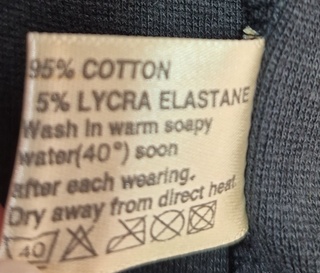 95% COTTON
5% LYCRA ELASTANE
Wash In warm soapy
water(40°) soon
after each wearing.
Dry away from direct heat
40